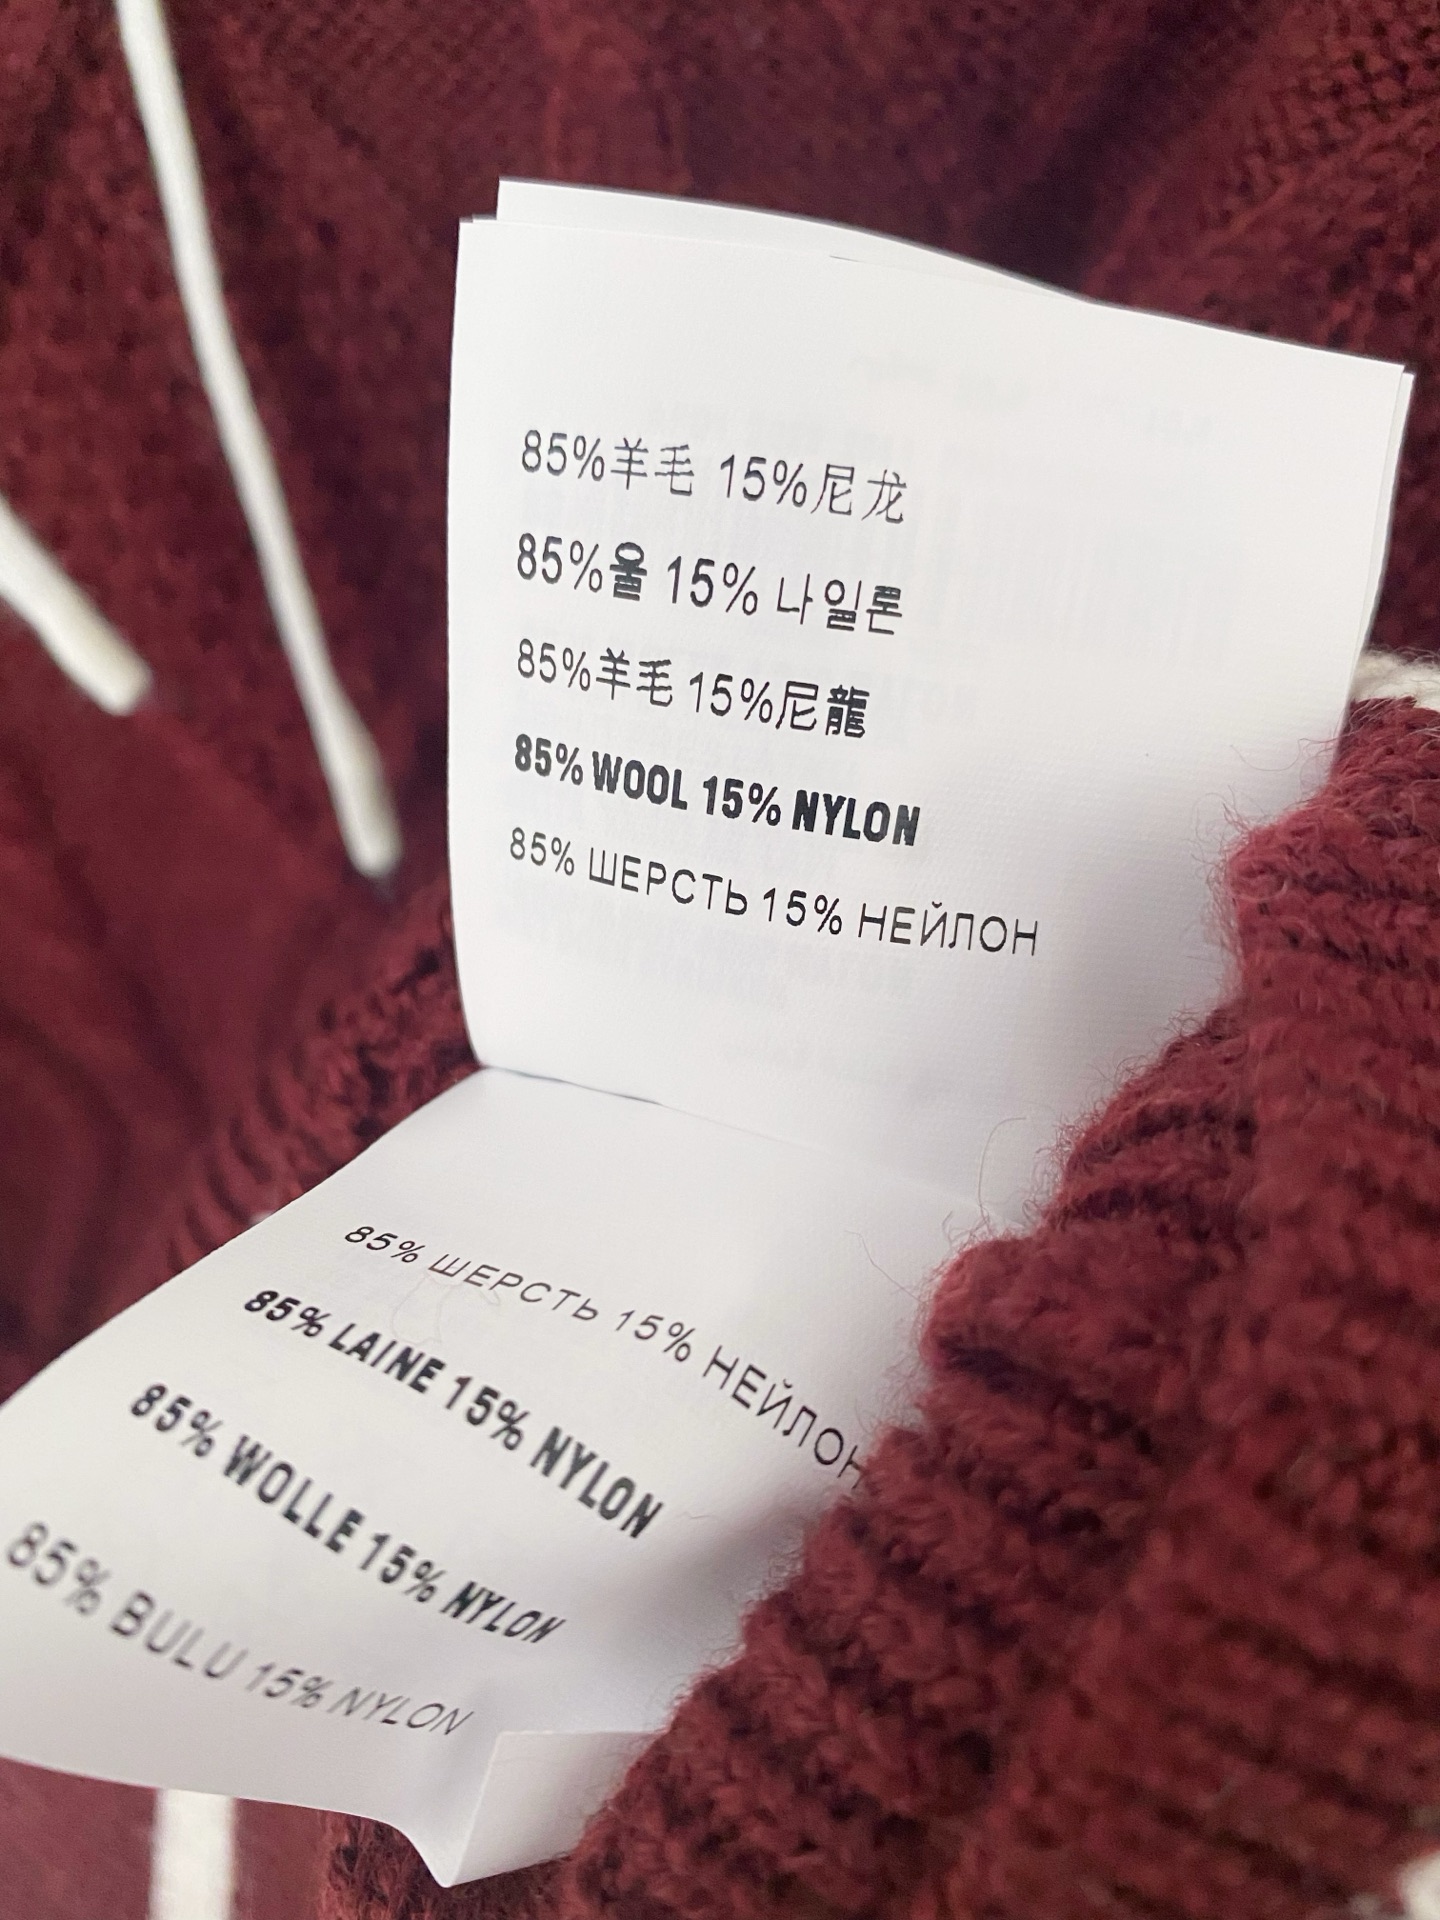 85%羊毛 15%尼龙
85%울 15% 나일론
85%羊毛 15%尼龍
85% WOOL 15% NYLON
85% ШЕРСТЬ 15% НЕЙЛОН
85% ШЕРСТЬ 15% НЕЙЛОН
85% LAINE 15% NYLON
85% WOLLE 15% NYLON
85% BULU 15% NYLON